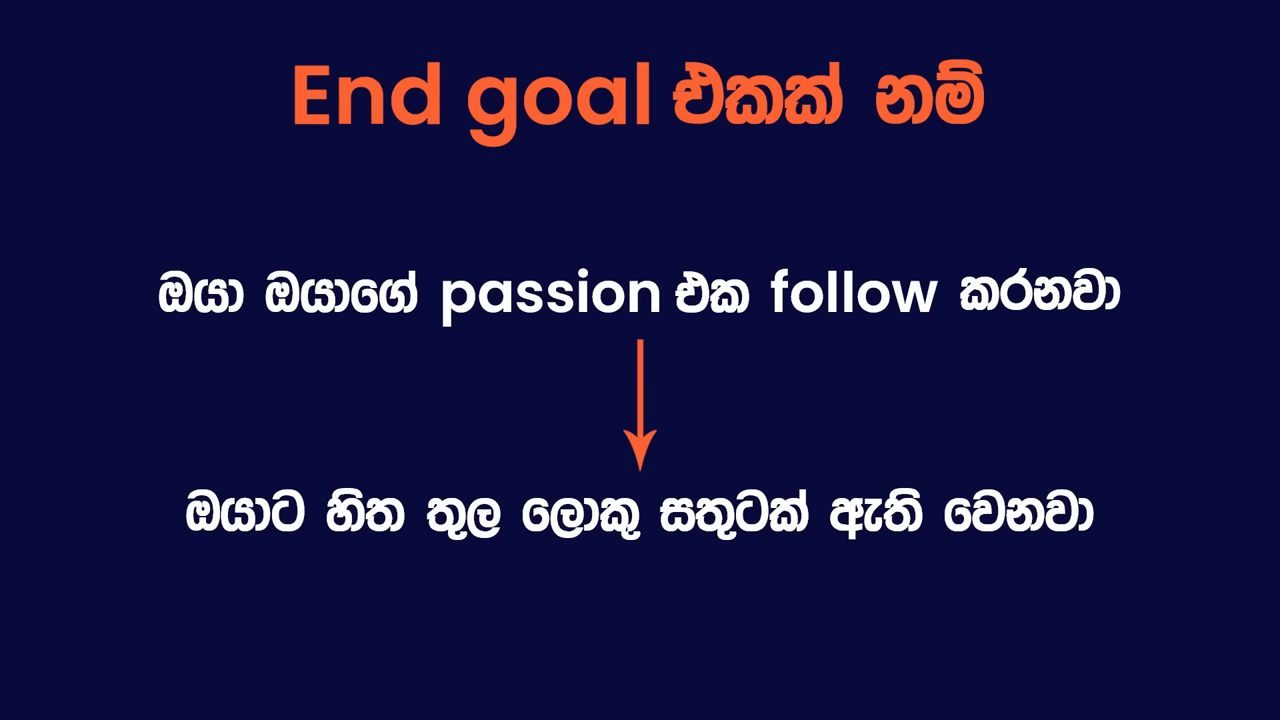 End goal එකක් නම්
ඔයා ඔයාගේ passion එක follow කරනවා
ඔයාට හිත තුල ලොකු සතුටක් ඇති වෙනවා